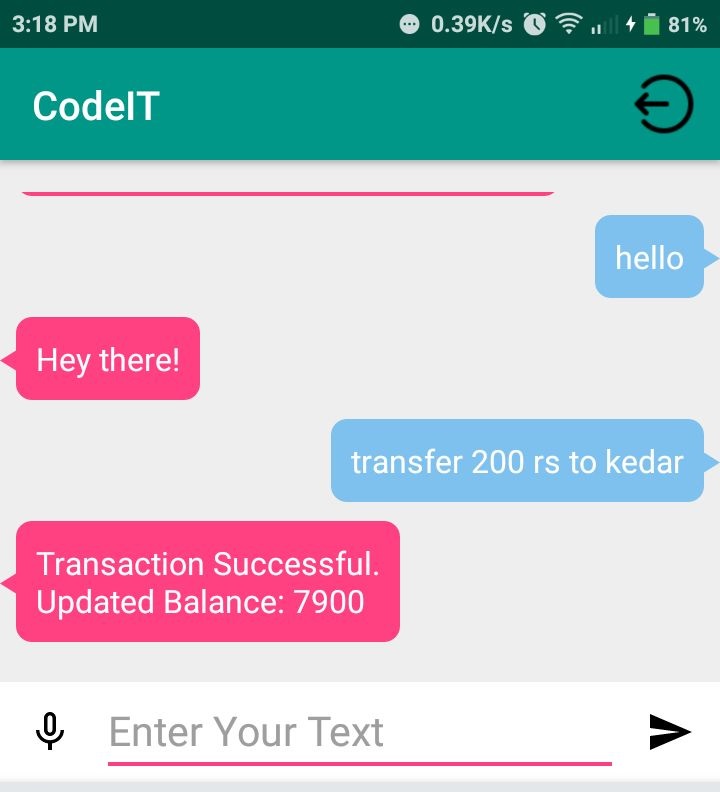 3:18 PM 0.39K/s 81%
CodeIT
hello
Hey there!
transfer 200 rs to kedar
Transaction Successful.
Updated Balance: 7900
Enter Your Text